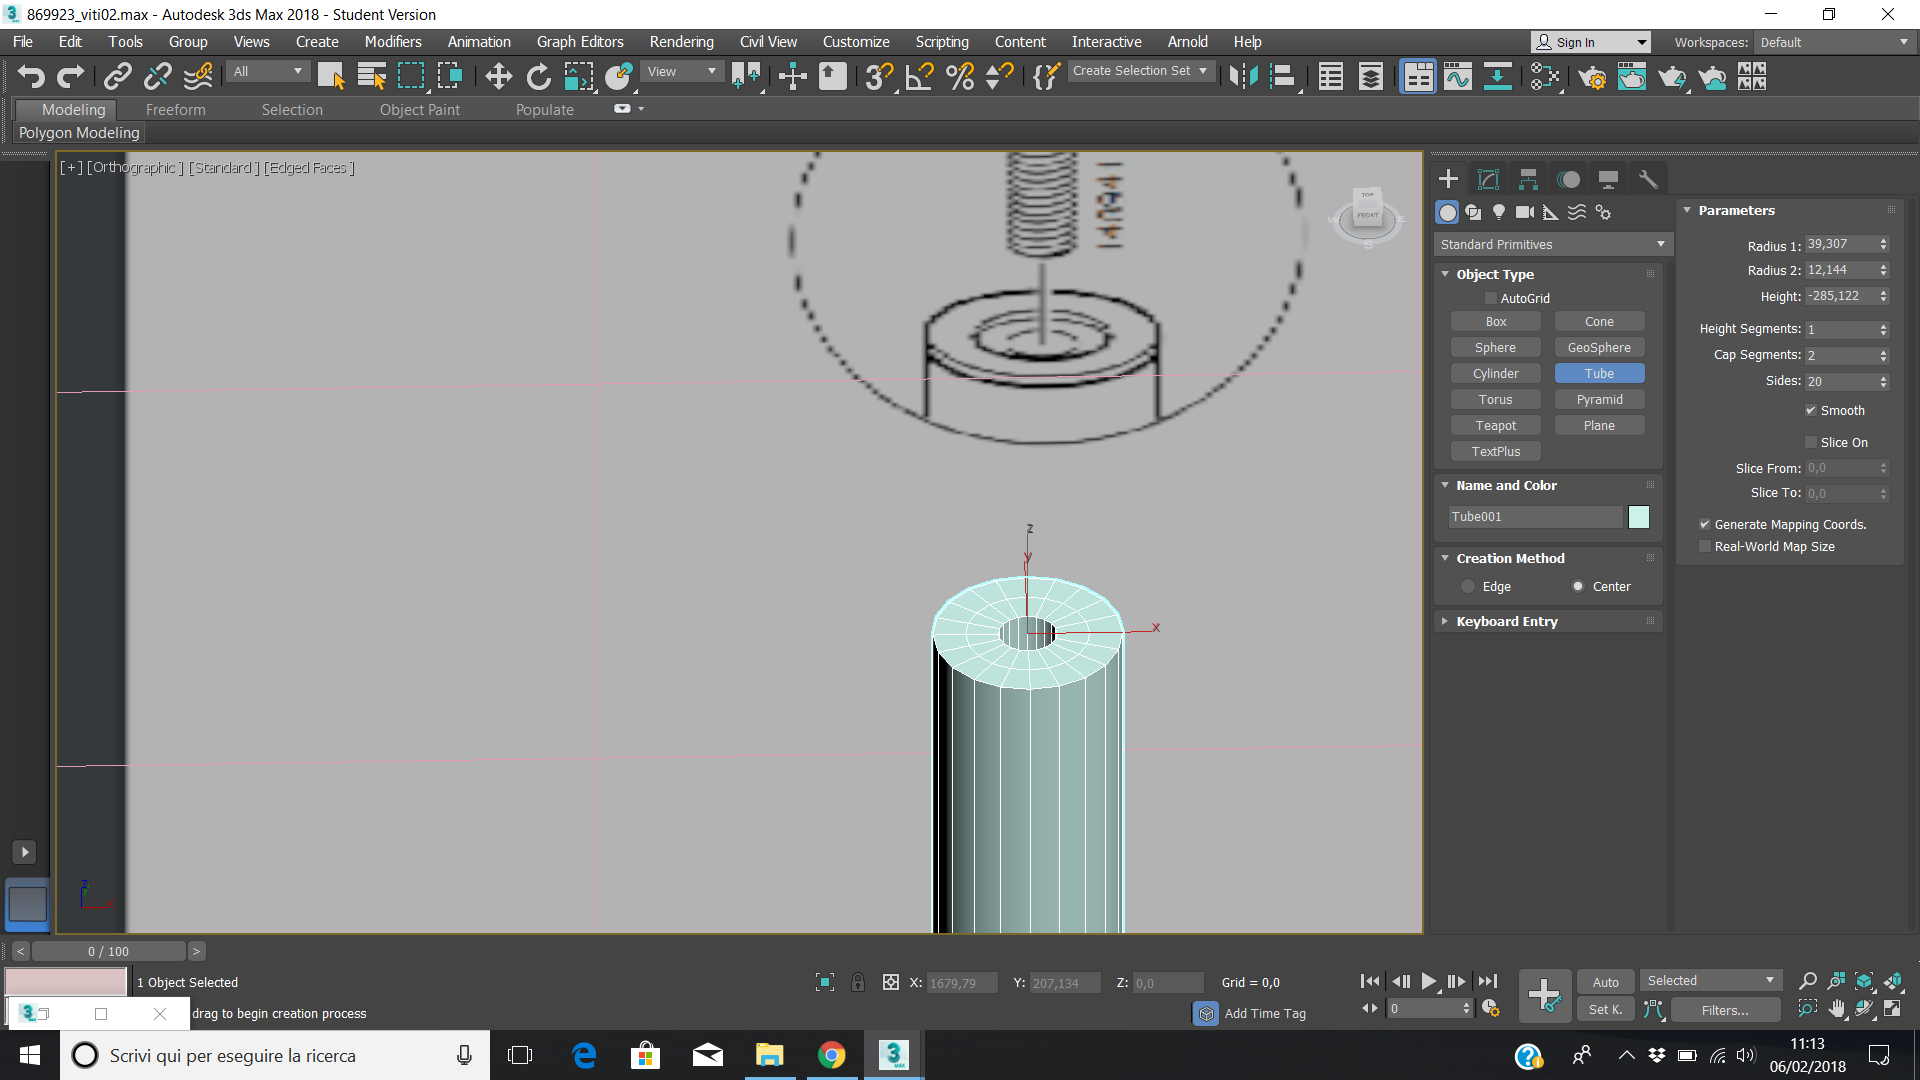 869923_viti02.max - Autodesk 3ds Max 2018 - Student Version
File Edit Tools Group Views Create Modifiers Animation Graph Editors Rendering Civil View Customize Scripting Content Interactive Arnold Help
Sign In
Workspaces: Default
All
View
Create Selection Set
Modeling Freeform Selection Object Paint Populate
Polygon Modeling
[+] [Orthographic ] [Standard ] [Edged Faces ]
TOP
FRONT
W
E
S
Standard Primitives
Object Type
AutoGrid
Box Cone
Sphere GeoSphere
Cylinder Tube
Torus Pyramid
Teapot Plane
TextPlus
Name and Color
Tube001
Creation Method
Edge Center
Keyboard Entry
Parameters
Radius 1: 39,307
Radius 2: 12,144
Height: -285,122
Height Segments: 1
Cap Segments: 2
Sides: 20
Smooth
Slice On
Slice From: 0,0
Slice To: 0,0
Generate Mapping Coords.
Real-World Map Size
z
y
x
z
y
x
< 0 / 100 >
1 Object Selected
X: 1679,79 Y: 207,134 Z: 0,0 Grid = 0,0
Auto Selected
drag to begin creation process
Add Time Tag
0
Set K. Filters...
Scrivi qui per eseguire la ricerca
3
MAX
11:13
06/02/2018